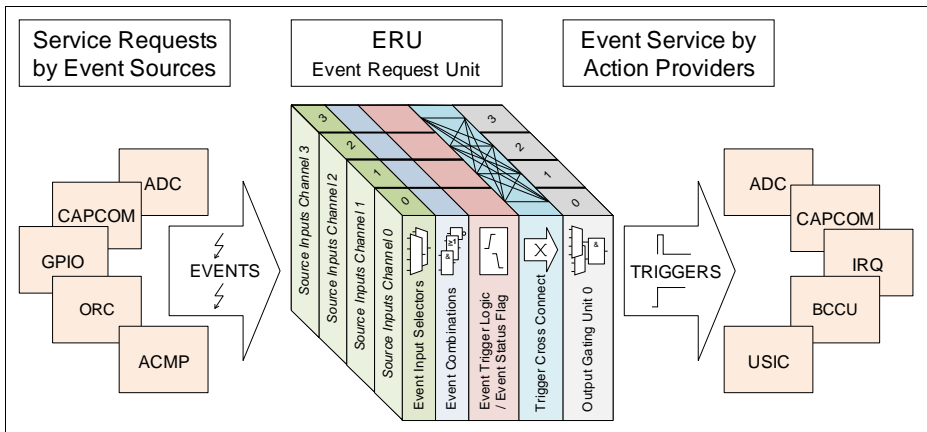 Service Requests
by Event Sources
ERU
Event Request Unit
Event Service by
Action Providers
ADC
CAPCOM
GPIO
ORC
ACMP
EVENTS
3
2
1
0
3
2
1
0
Source Inputs Channel 3
Source Inputs Channel 2
Source Inputs Channel 1
Source Inputs Channel 0
Event Input Selectors
≥1
&
Event Combinations
Event Trigger Logic
/ Event Status Flag
Trigger Cross Connect
&
Output Gating Unit 0
TRIGGERS
ADC
CAPCOM
IRQ
BCCU
USIC